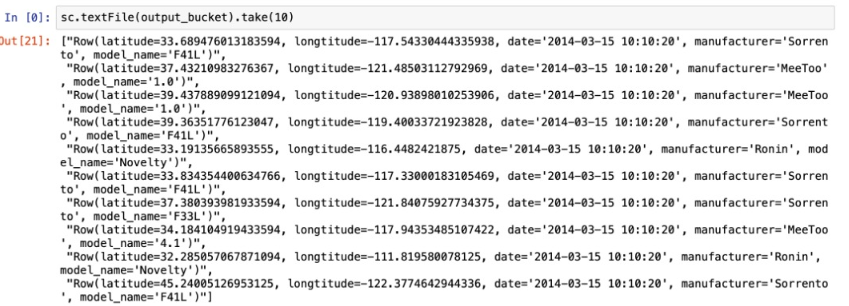 In [0]: sc.textFile(output_bucket).take(10)
Out[21]: ["Row(latitude=33.689476013183594, longtitude=-117.54330444335938, date='2014-03-15 10:10:20', manufacturer='Sorren
to', model_name='F41L')",
"Row(latitude=37.43210983276367, longtitude=-121.48503112792969, date='2014-03-15 10:10:20', manufacturer='MeeToo'
, model_name='1.0')",
"Row(latitude=39.437889099121094, longtitude=-120.93898010253906, date='2014-03-15 10:10:20', manufacturer='MeeToo
', model_name='1.0')",
"Row(latitude=39.36351776123047, longtitude=-119.40033721923828, date='2014-03-15 10:10:20', manufacturer='Sorrent
o', model_name='F41L')",
"Row(latitude=33.19135665893555, longtitude=-116.4482421875, date='2014-03-15 10:10:20', manufacturer='Ronin', mod
el_name='Novelty')",
"Row(latitude=33.834354400634766, longtitude=-117.33000183105469, date='2014-03-15 10:10:20', manufacturer='Sorren
to', model_name='F41L')",
"Row(latitude=37.380393981933594, longtitude=-121.84075927734375, date='2014-03-15 10:10:20', manufacturer='Sorren
to', model_name='F33L')",
"Row(latitude=34.184104919433594, longtitude=-117.94353485107422, date='2014-03-15 10:10:20', manufacturer='MeeToo
', model_name='4.1')",
"Row(latitude=32.285057067871094, longtitude=-111.819580078125, date='2014-03-15 10:10:20', manufacturer='Ronin',
model_name='Novelty')",
"Row(latitude=45.24005126953125, longtitude=-122.3774642944336, date='2014-03-15 10:10:20', manufacturer='Sorrento
', model_name='F41L')"]